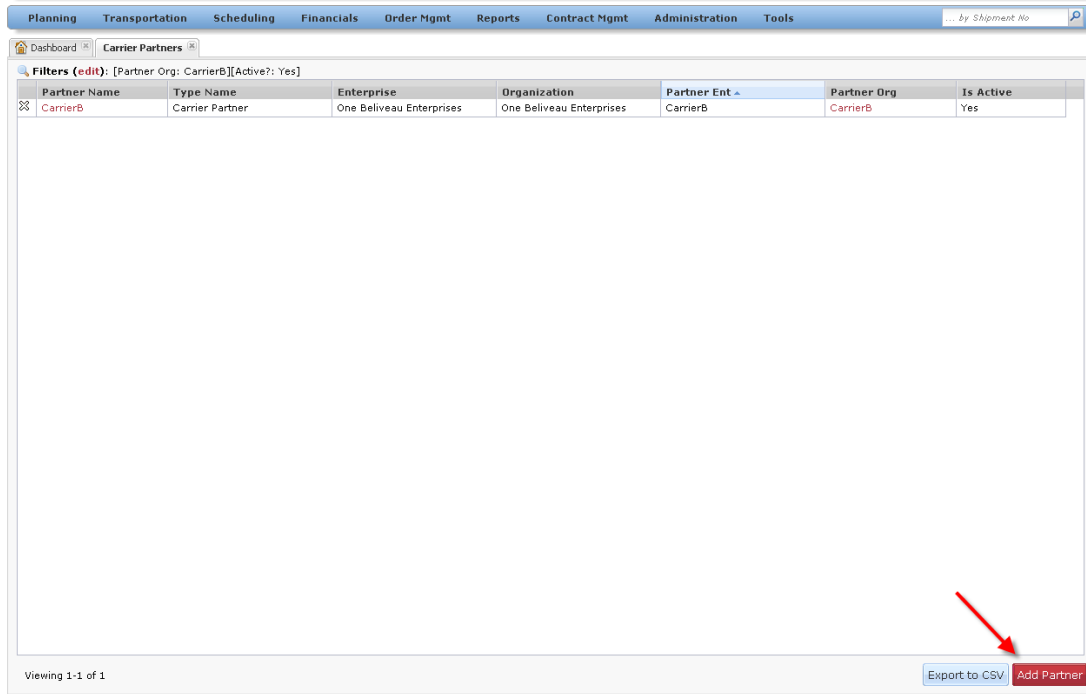 Planning Transportation Scheduling Financials Order Mgmt Reports Contract Mgmt Administration Tools ... by Shipment No
Dashboard Carrier Partners
Filters (edit): [Partner Org: CarrierB][Active?: Yes]
Partner Name Type Name Enterprise Organization Partner Ent Partner Org Is Active
CarrierB Carrier Partner One Beliveau Enterprises One Beliveau Enterprises CarrierB CarrierB Yes
Viewing 1-1 of 1 Export to CSV Add Partner